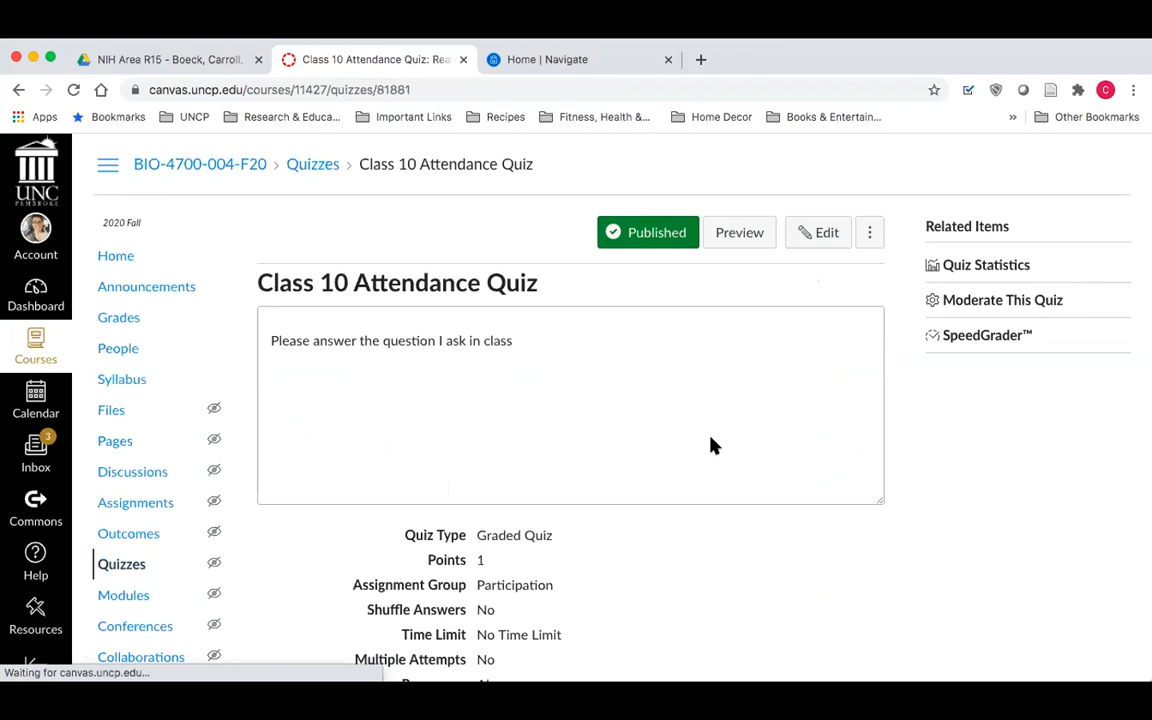 NIH Area R15 - Boeck, Carroll,
Class 10 Attendance Quiz: Rea
Home | Navigate
canvas.uncp.edu/courses/11427/quizzes/81881
C
Apps
Bookmarks
UNCP
Research & Educa...
Important Links
Recipes
Fitness, Health &...
Home Decor
Books & Entertain...
»
Other Bookmarks
UNC
PEMBROKE
Account
Dashboard
Courses
Calendar
3
Inbox
Commons
Help
Resources
BIO-4700-004-F20 › Quizzes › Class 10 Attendance Quiz
2020 Fall
Home
Announcements
Grades
People
Syllabus
Files
Pages
Discussions
Assignments
Outcomes
Quizzes
Modules
Conferences
Collaborations
Published
Preview
Edit
Class 10 Attendance Quiz
Please answer the question I ask in class
Quiz Type Graded Quiz
Points 1
Assignment Group Participation
Shuffle Answers No
Time Limit No Time Limit
Multiple Attempts No
Related Items
Quiz Statistics
Moderate This Quiz
SpeedGrader™
Waiting for canvas.uncp.edu...